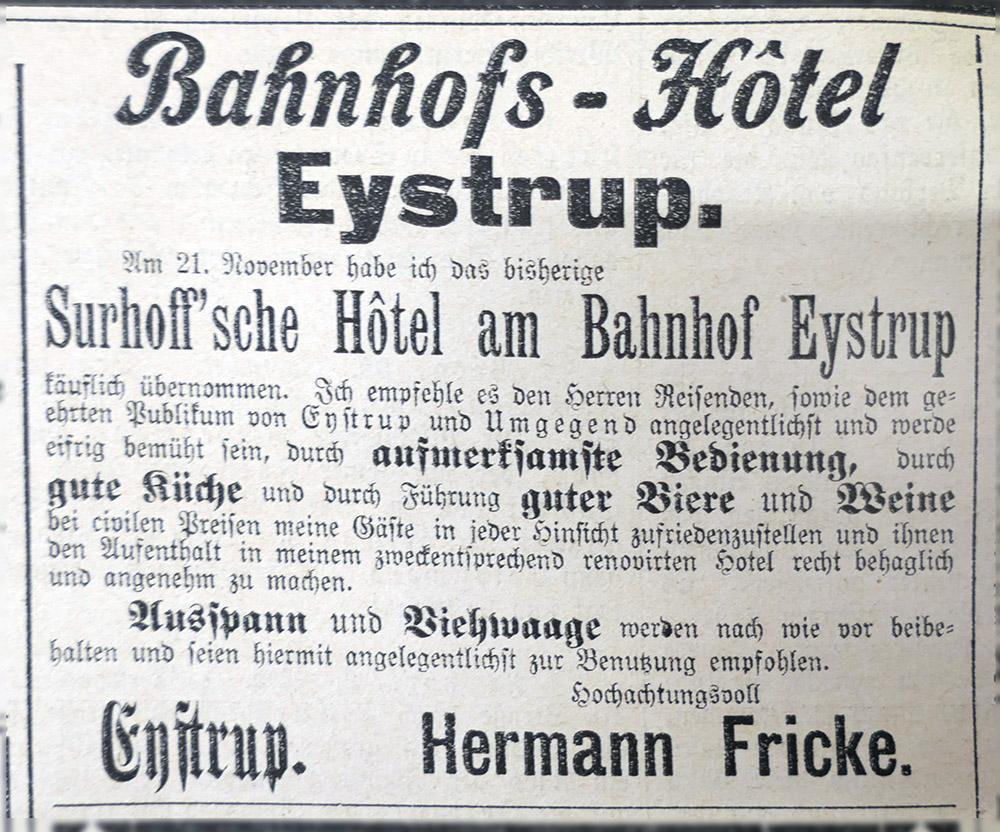 Bahnhofs - Hôtel
Eystrup.
Am 21. November habe ich das bisherige
Surhoff'sche Hôtel am Bahnhof Eystrup
käuflich übernommen. Ich empfehle es den Herren Reisenden, sowie dem ge-
ehrten Publikum von Eystrup und Umgegend angelegentlichst und werde
eifrig bemüht sein, durch aufmerksamste Bedienung, durch
gute Küche und durch Führung guter Biere und Weine
bei civilen Preisen meine Gäste in jeder Hinsicht zufriedenzustellen und ihnen
den Aufenthalt in meinem zweckentsprechend renovirten Hotel recht behaglich
und angenehm zu machen.
Ausspann und Viehwaage werden nach wie vor beibe-
halten und seien hiermit angelegentlichst zur Benutzung empfohlen.
Hochachtungsvoll
Eystrup. Hermann Fricke.